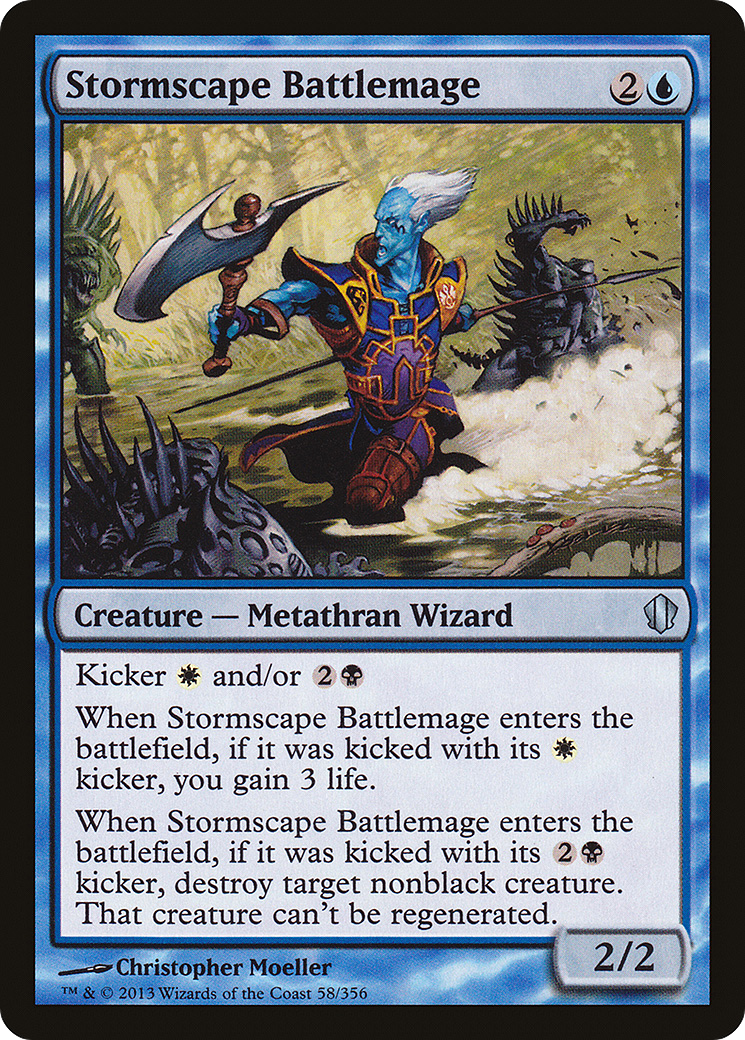 Stormscape Battlemage 2
Creature — Metathran Wizard
Kicker and/or 2
When Stormscape Battlemage enters the
battlefield, if it was kicked with its
kicker, you gain 3 life.
When Stormscape Battlemage enters the
battlefield, if it was kicked with its 2
kicker, destroy target nonblack creature.
That creature can't be regenerated.
2/2
Christopher Moeller
™ & © 2013 Wizards of the Coast 58/356